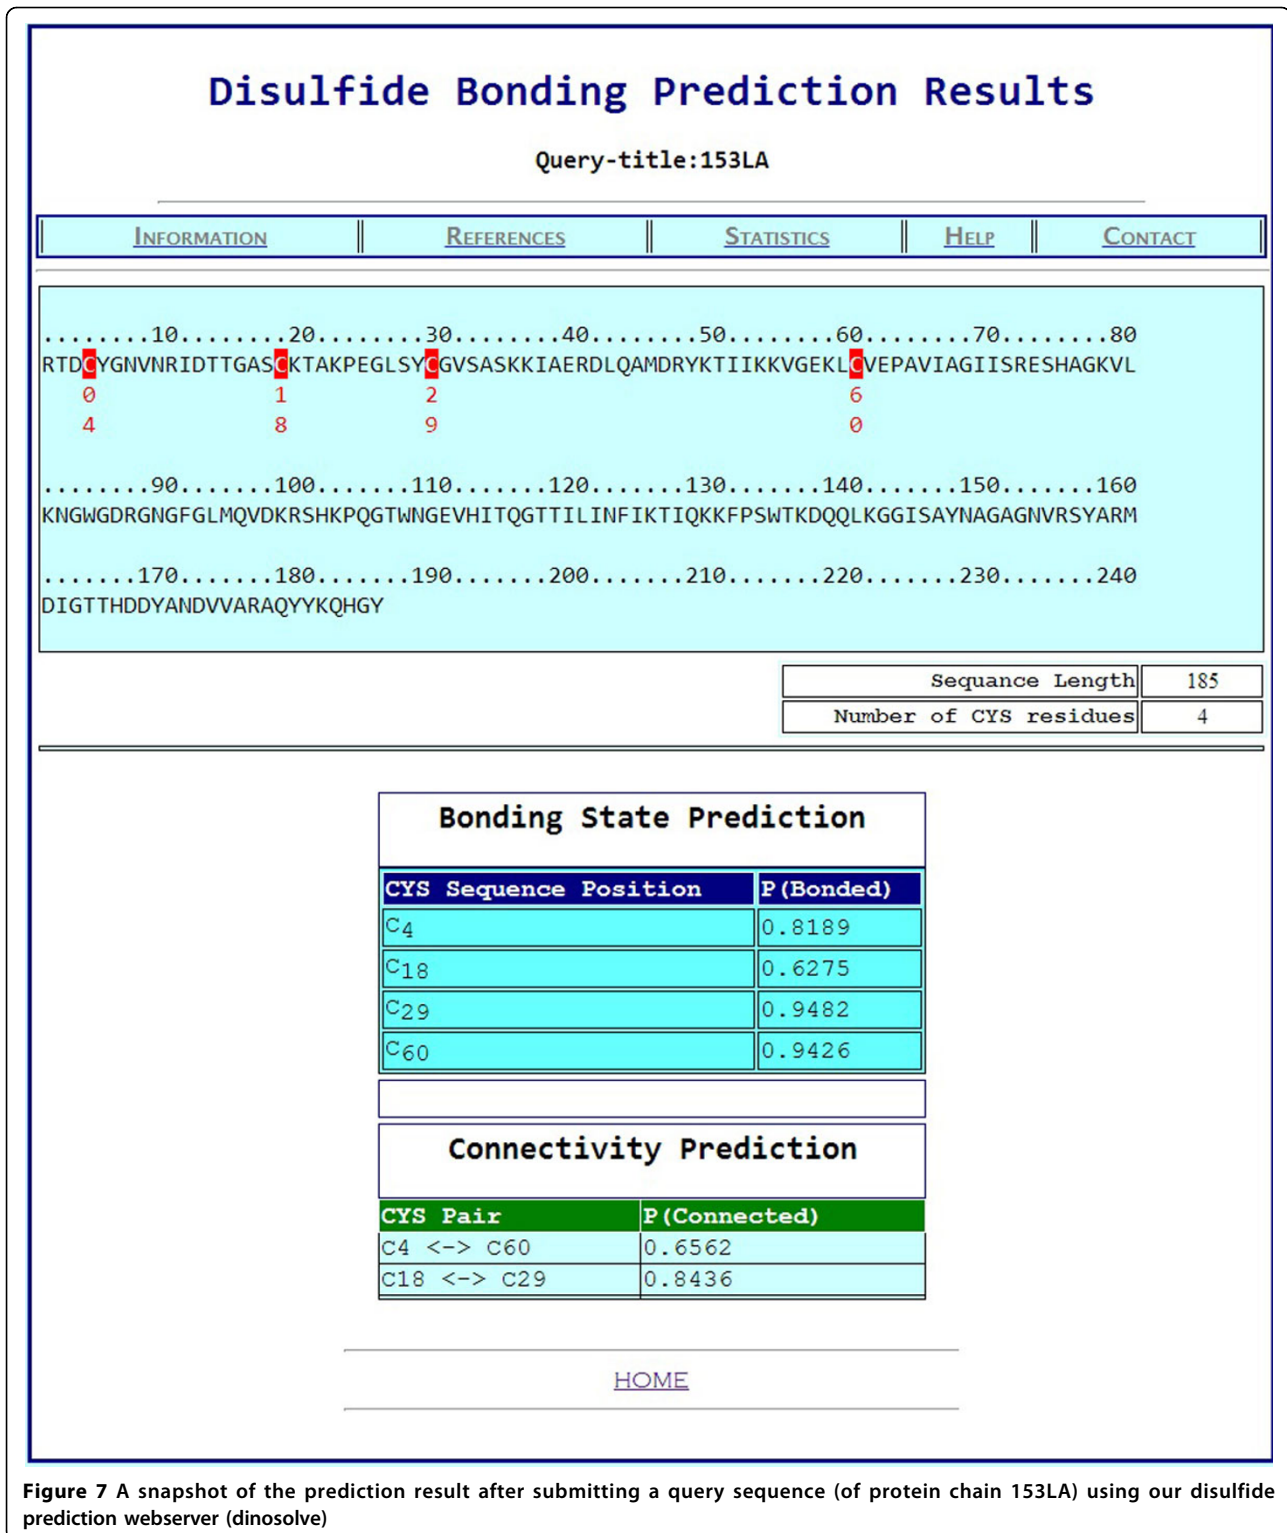 Disulfide Bonding Prediction Results
Query-title:153LA
INFORMATION REFERENCES STATISTICS HELP CONTACT
........10........20........30........40........50........60........70........80
RTDCYGNVNRIDTTGASCKTAKPEGLSYCGVSASKKIAERDLQAMDRYKTIIKKVGEKLCVEPAVIAGIISRESHAGKVL
0 1 2 6
4 8 9 0
........90.......100.......110.......120.......130.......140.......150.......160
KNGWGDRGNGFGLMQVDKRSHKPQGTWNGEVHITQGTTILINFIKTIQKKFPSWTKDQQLKGGISAYNAGAGNVRSYARM
.......170.......180.......190.......200.......210.......220.......230.......240
DIGTTHDDYANDVVARAQYYKQHGY
Sequance Length 185
Number of CYS residues 4
Bonding State Prediction
CYS Sequence Position P(Bonded)
C4 0.8189
C18 0.6275
C29 0.9482
C60 0.9426
Connectivity Prediction
CYS Pair P(Connected)
C4 <-> C60 0.6562
C18 <-> C29 0.8436
HOME
Figure 7 A snapshot of the prediction result after submitting a query sequence (of protein chain 153LA) using our disulfide
prediction webserver (dinosolve)